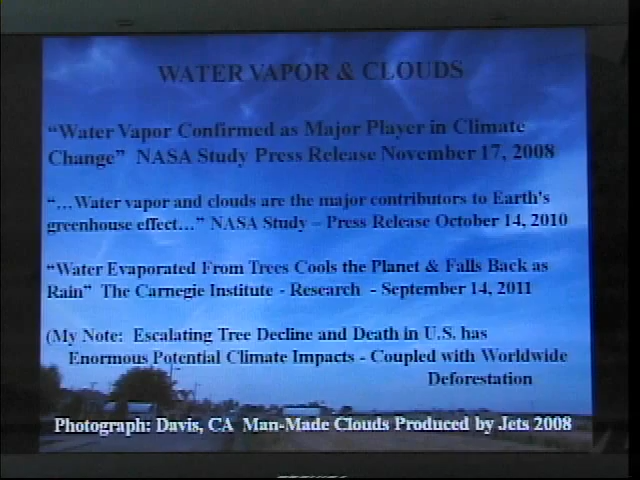 WATER VAPOR & CLOUDS
“Water Vapor Confirmed as Major Player in Climate
Change” NASA Study Press Release November 17, 2008
“…Water vapor and clouds are the major contributors to Earth's
greenhouse effect…” NASA Study – Press Release October 14, 2010
“Water Evaporated From Trees Cools the Planet & Falls Back as
Rain” The Carnegie Institute - Research - September 14, 2011
(My Note: Escalating Tree Decline and Death in U.S. has
Enormous Potential Climate Impacts - Coupled with Worldwide
Deforestation
Photograph: Davis, CA Man-Made Clouds Produced by Jets 2008